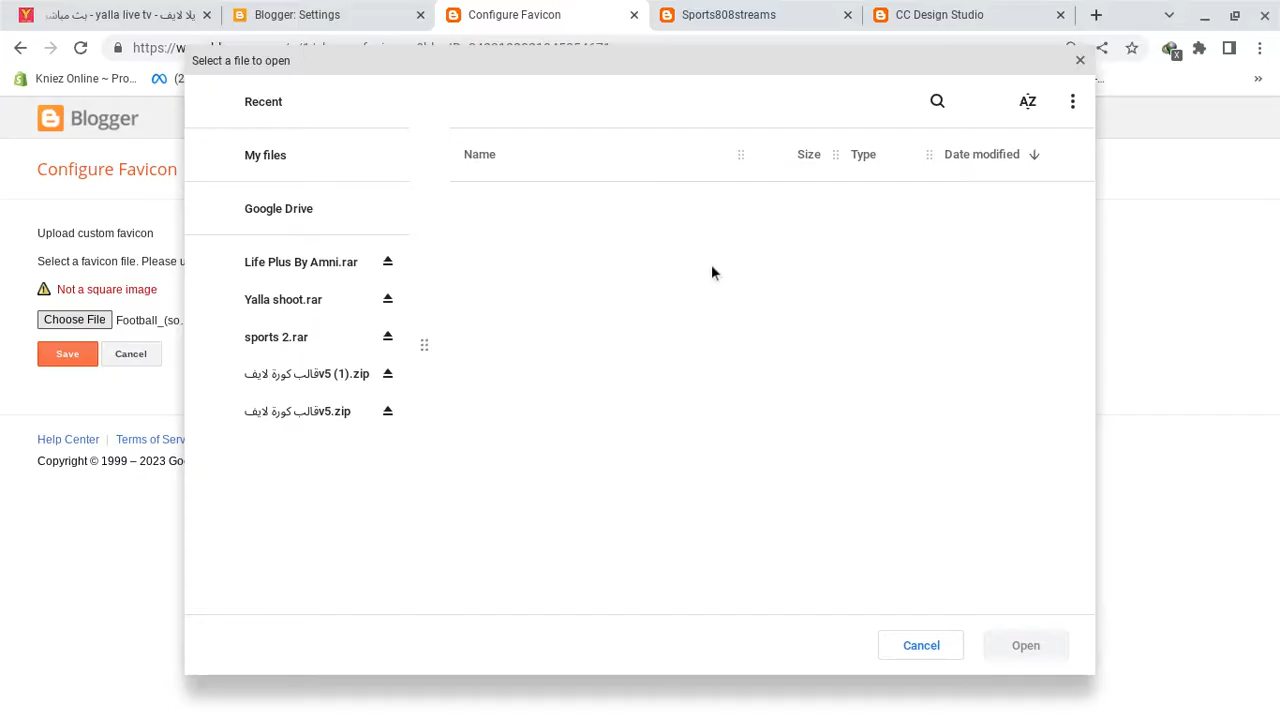 يلا لايف - yalla live tv - بث مباشر
Blogger: Settings
Configure Favicon
Sports808streams
CC Design Studio
https://w
Kniez Online ~ Pro...
(2
Select a file to open
Blogger
Recent
My files
Google Drive
Name
Size
Type
Date modified
Configure Favicon
Upload custom favicon
Select a favicon file. Please u
Not a square image
Choose File
Football_(so
Save
Cancel
Life Plus By Amni.rar
Yalla shoot.rar
sports 2.rar
قالب كورة لايفv5 (1).zip
قالب كورة لايفv5.zip
Help Center
Terms of Serv
Copyright © 1999 – 2023 Go
Cancel
Open